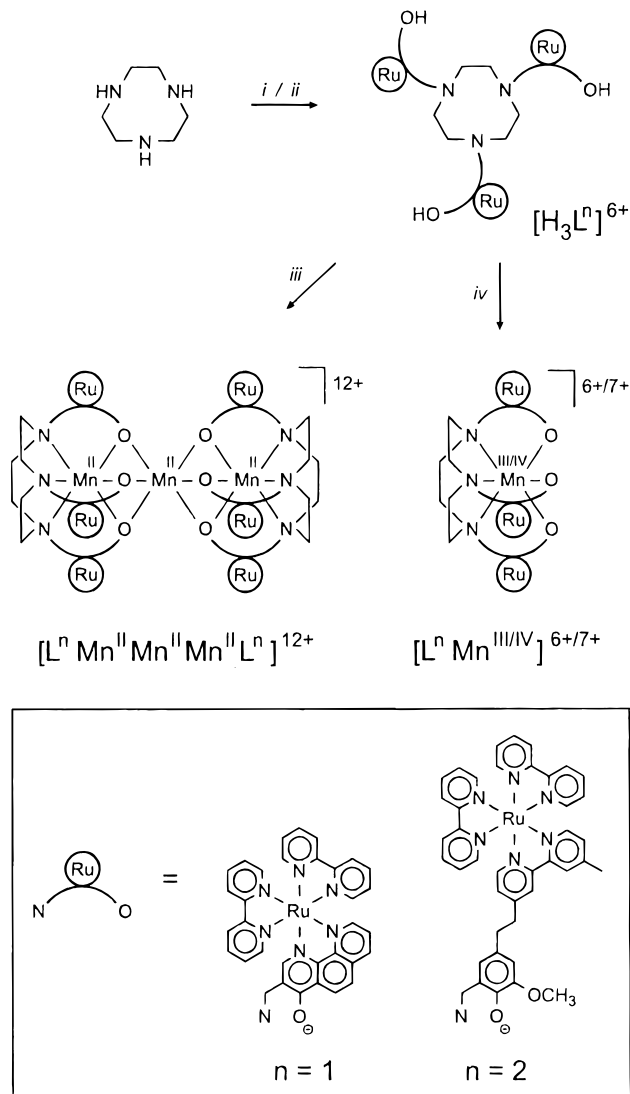 OH
Ru
Ru
HN
NH
N
H
i / ii
N
N
OH
N
HO
Ru
[H₃Lⁿ]⁶⁺
iii
iv
Ru
Ru
12+
Ru
6+/7+
N
O
O
N
N
O
II
II
II
III/IV
N
Mn
O
Mn
O
Mn
N
N
Mn
O
Ru
Ru
Ru
N
O
O
N
N
O
Ru
Ru
Ru
[Lⁿ Mnᴵᴵ Mnᴵᴵ Mnᴵᴵ Lⁿ]¹²⁺
[Lⁿ Mnᴵᴵᴵ/ᴵⱽ]⁶⁺/⁷⁺
Ru
N
O
=
N
N
N
Ru
N
N
N
N
O
⊖
n = 1
N
N
N
Ru
N
N
N
OCH₃
N
O
⊖
n = 2